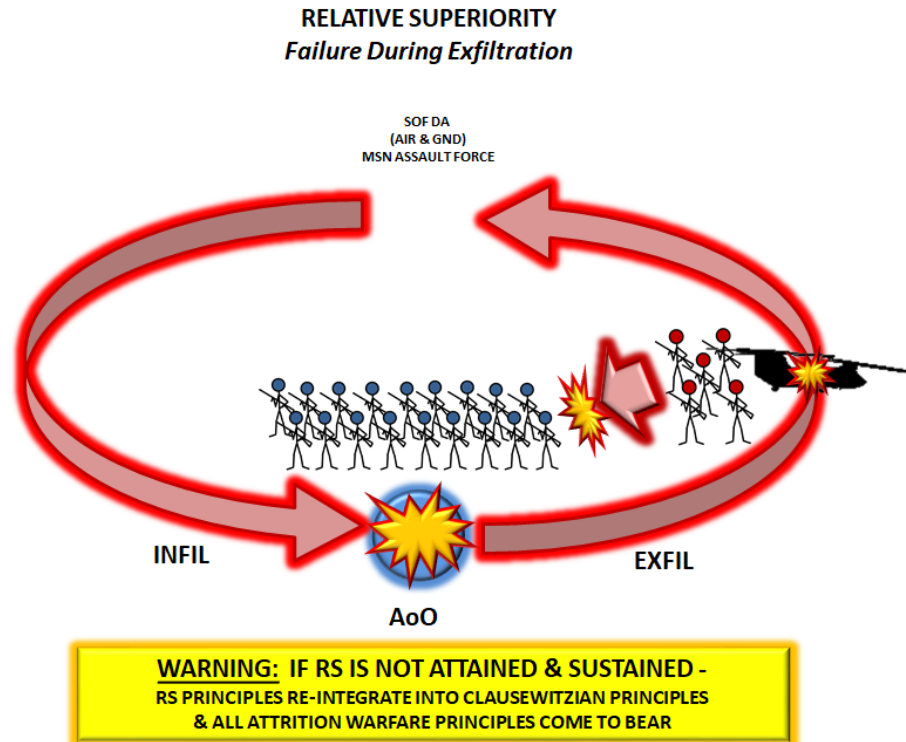 RELATIVE SUPERIORITY
Failure During Exfiltration
SOF DA
(AIR & GND)
MSN ASSAULT FORCE
INFIL
EXFIL
AoO
WARNING: IF RS IS NOT ATTAINED & SUSTAINED -
RS PRINCIPLES RE-INTEGRATE INTO CLAUSEWITZIAN PRINCIPLES
& ALL ATTRITION WARFARE PRINCIPLES COME TO BEAR